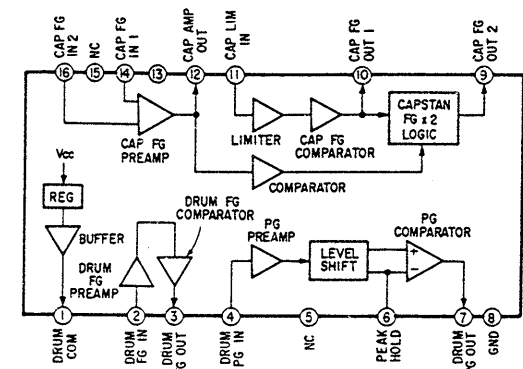 CAP FG
IN 2
NC
CAP FG
IN 1
CAP AMP
OUT
CAP LIM
IN
CAP FG
OUT 1
CAP FG
OUT 2
16
15
14
13
12
11
10
9
CAP FG
PREAMP
LIMITER
CAP FG
COMPARATOR
CAPSTAN
FG x 2
LOGIC
COMPARATOR
Vcc
REG
BUFFER
DRUM
FG
PREAMP
DRUM FG
COMPARATOR
PG
PREAMP
LEVEL
SHIFT
PG
COMPARATOR
+
−
1
2
3
4
5
6
7
8
DRUM
COM
DRUM
FG IN
DRUM
G OUT
DRUM
PG IN
NC
PEAK
HOLD
DRUM
PG OUT
GND